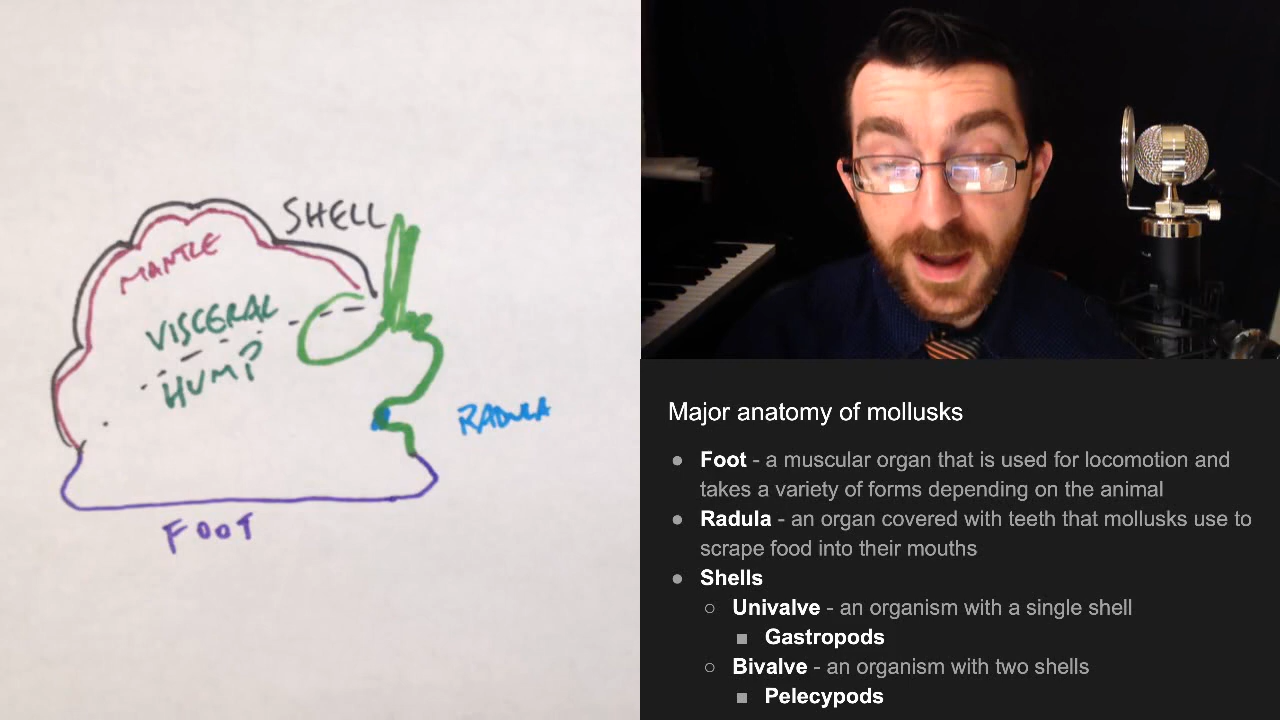 SHELL
MANTLE
VISCERAL
HUMP
RADULA
FOOT
Major anatomy of mollusks
● Foot - a muscular organ that is used for locomotion and
takes a variety of forms depending on the animal
● Radula - an organ covered with teeth that mollusks use to
scrape food into their mouths
● Shells
○ Univalve - an organism with a single shell
■ Gastropods
○ Bivalve - an organism with two shells
■ Pelecypods